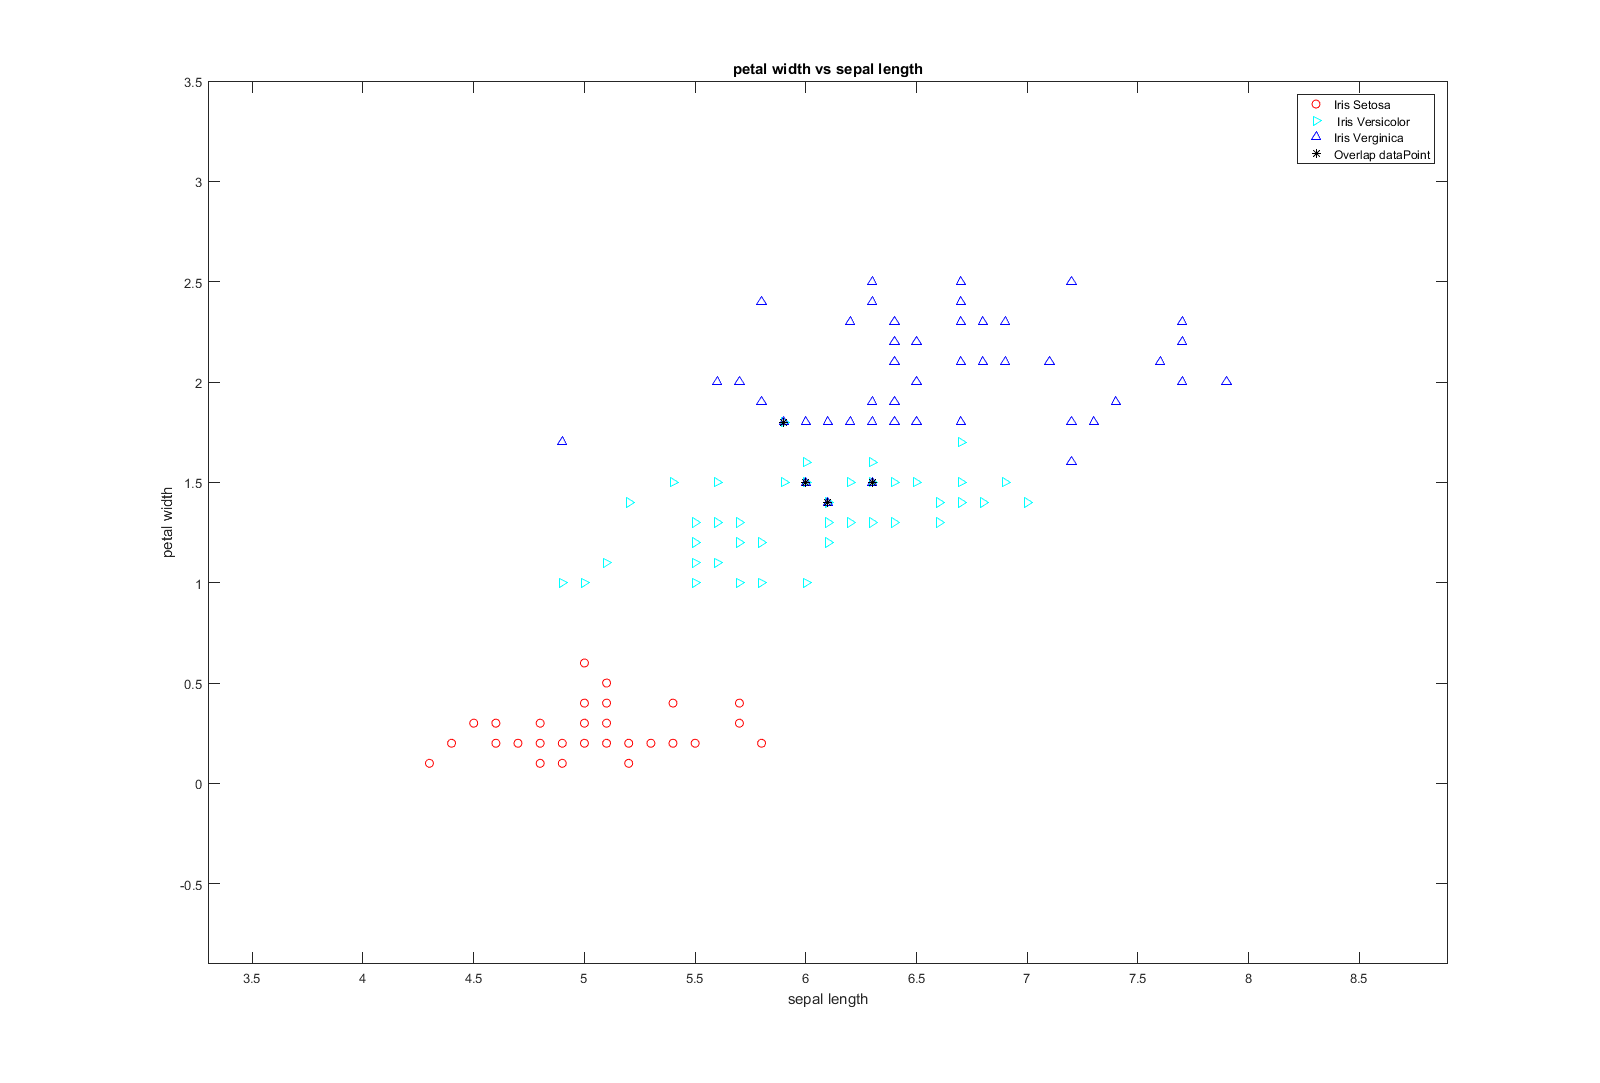 petal width vs sepal length
Iris Setosa
Iris Versicolor
Iris Verginica
Overlap dataPoint
3.5
3
2.5
2
1.5
1
0.5
0
-0.5
petal width
3.5 4 4.5 5 5.5 6 6.5 7 7.5 8 8.5
sepal length